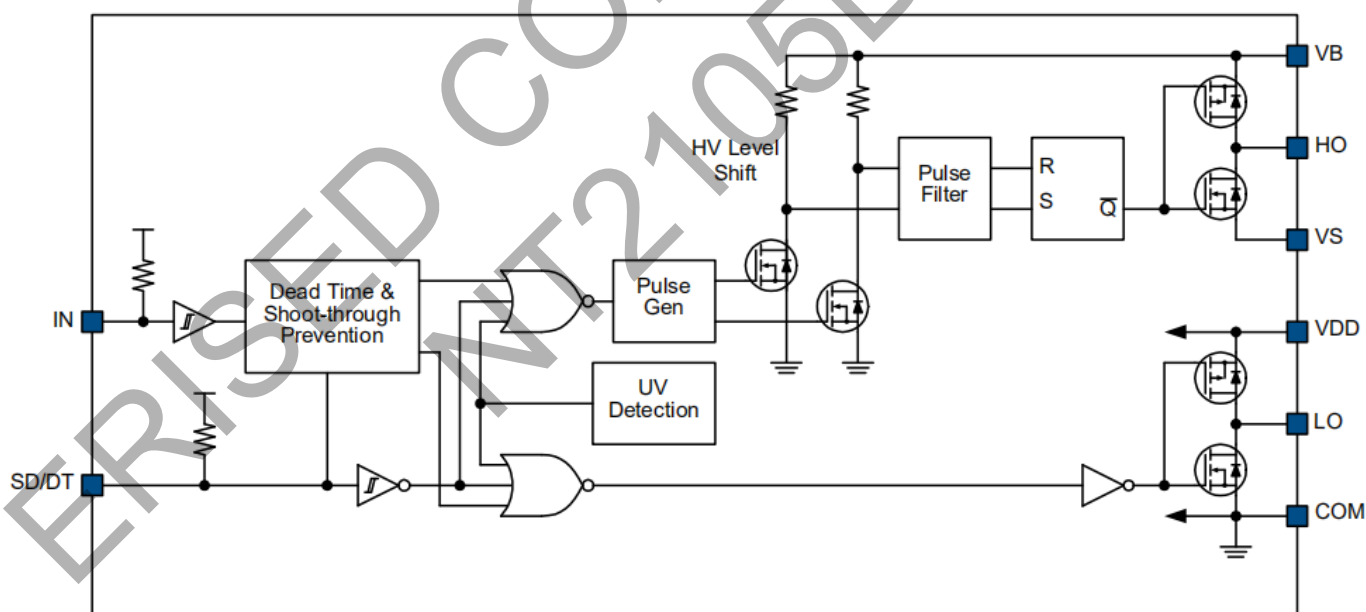 VB
HV Level
Shift
Pulse
Filter
R
S
Q
HO
VS
IN
Dead Time &
Shoot-through
Prevention
Pulse
Gen
VDD
UV
Detection
LO
SD/DT
COM